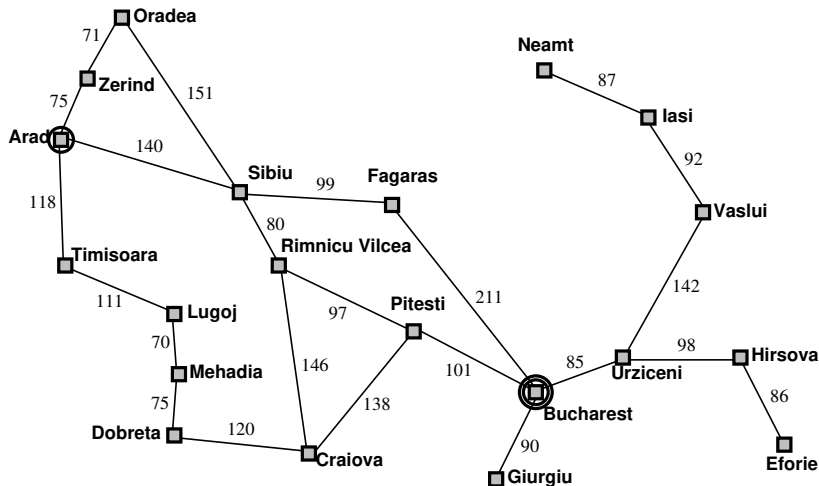 Oradea
71
Neamt
Zerind
87
75
151
Iasi
Arad
140
92
Sibiu
99
Fagaras
118
Vaslui
80
Timisoara
Rimnicu Vilcea
142
111
211
Lugoj
97
Pitesti
70
98
Hirsova
146
85
Mehadia
101
Urziceni
138
86
75
Bucharest
120
Dobreta
90
Craiova
Eforie
Giurgiu